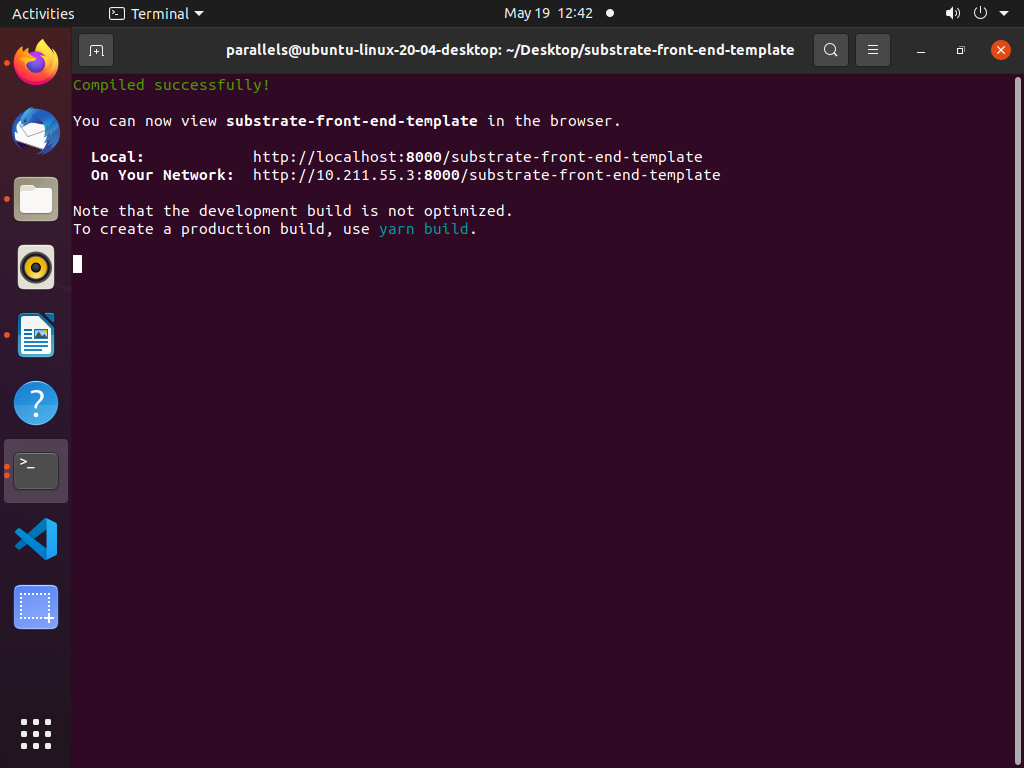 Activities
Terminal
May 19 12:42
parallels@ubuntu-linux-20-04-desktop: ~/Desktop/substrate-front-end-template
Compiled successfully!
You can now view substrate-front-end-template in the browser.
Local: http://localhost:8000/substrate-front-end-template
On Your Network: http://10.211.55.3:8000/substrate-front-end-template
Note that the development build is not optimized.
To create a production build, use yarn build.
?
>_